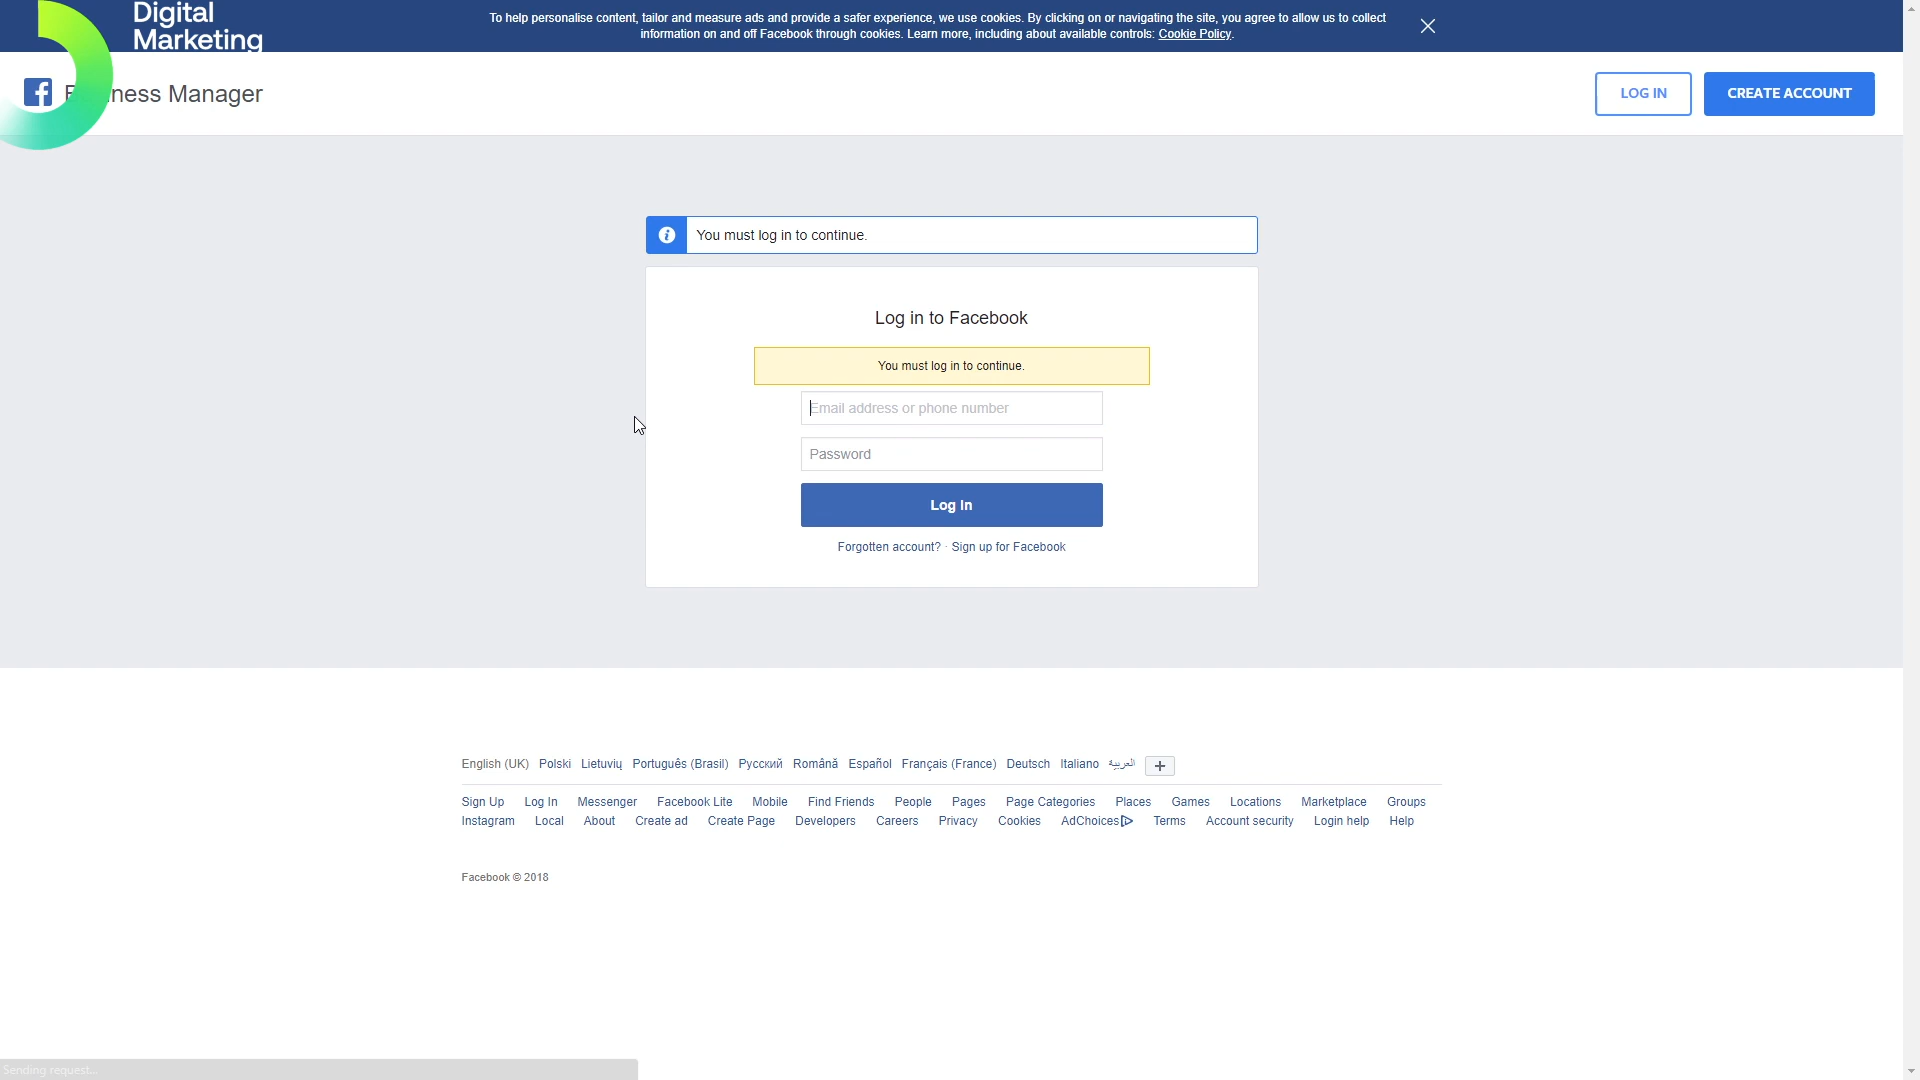 Digital
Marketing
To help personalise content, tailor and measure ads and provide a safer experience, we use cookies. By clicking on or navigating the site, you agree to allow us to collect
information on and off Facebook through cookies. Learn more, including about available controls: Cookie Policy.
Manager
LOG IN
CREATE ACCOUNT
You must log in to continue.
Log in to Facebook
You must log in to continue.
Email address or phone number
Password
Log In
Forgotten account? · Sign up for Facebook
English (UK) Polski Lietuvių Português (Brasil) Русский Română Español Français (France) Deutsch Italiano العربية
Sign Up Log In Messenger Facebook Lite Mobile Find Friends People Pages Page Categories Places Games Locations Marketplace Groups
Instagram Local About Create ad Create Page Developers Careers Privacy Cookies AdChoices Terms Account security Login help Help
Facebook © 2018
Sending request...